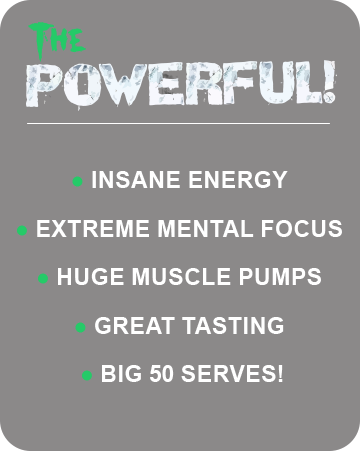 THE
POWERFUL!
• INSANE ENERGY
• EXTREME MENTAL FOCUS
• HUGE MUSCLE PUMPS
• GREAT TASTING
• BIG 50 SERVES!